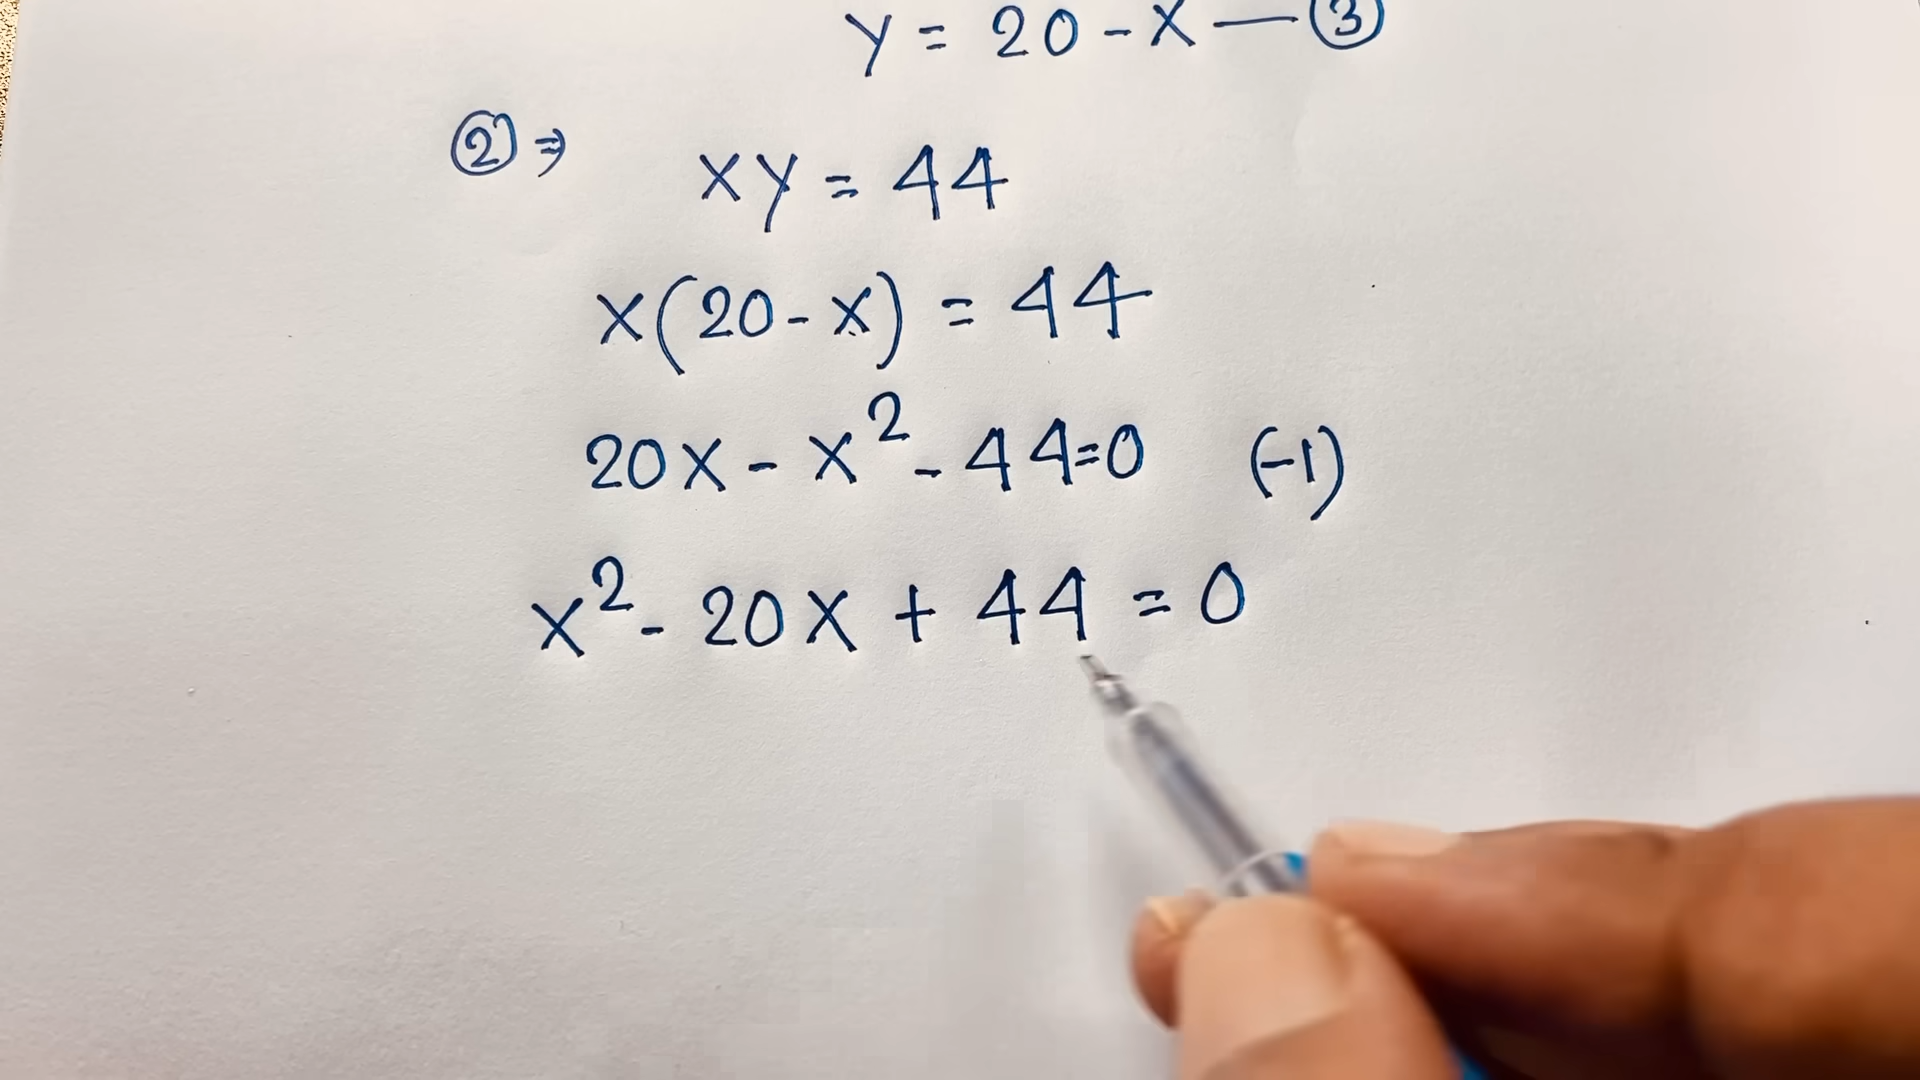 y = 20 - x — ③
② ⇒ xy = 44
x(20 - x) = 44
20x - x² - 44 = 0 (-1)
x² - 20x + 44 = 0